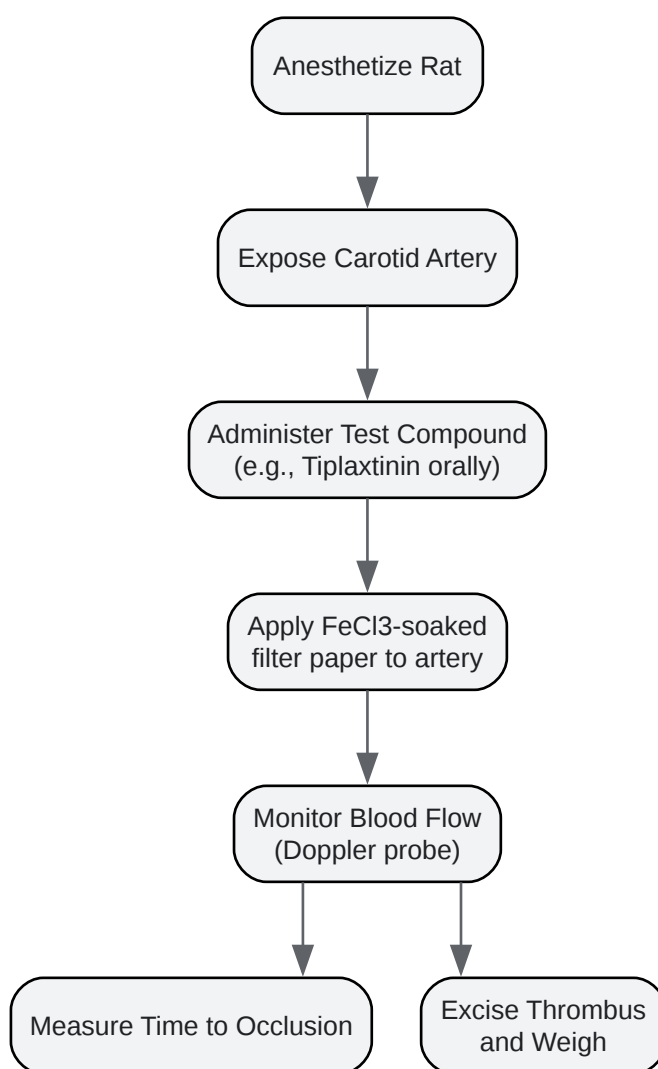 Anesthetize Rat
Expose Carotid Artery
Administer Test Compound
(e.g., Tiplaxtinin orally)
Apply FeCl3-soaked
filter paper to artery
Monitor Blood Flow
(Doppler probe)
Measure Time to Occlusion
Excise Thrombus
and Weigh